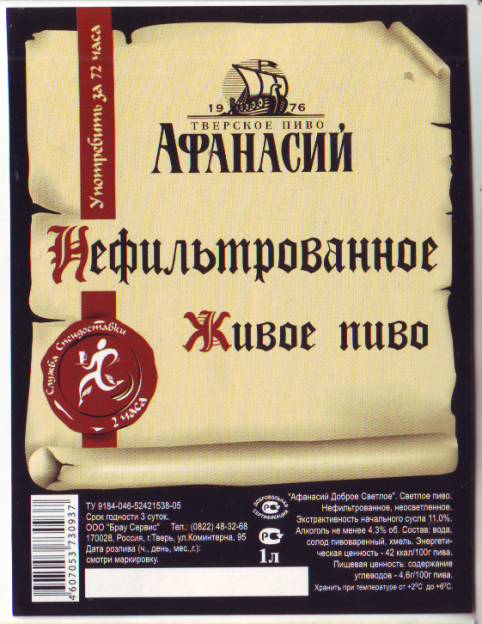 Употребить за 72 часа
1976
ТВЕРСКОЕ ПИВО
АФАНАСИЙ
Нефильтрованное
Живое пиво
Служба Спецдоставки
2 часа
ТУ 9184-046-52421538-05
Срок годности 3 суток.
ООО "Брау Сервис" Тел.: (0822) 48-32-68
170028, Россия, г.Тверь, ул.Коминтерна, 95
Дата розлива (ч., день, мес.,г.):
смотри маркировку.
4607053730937
ДОБРОВОЛЬНАЯ
СЕРТИФИКАЦИЯ
1 л
"Афанасий Доброе Светлое". Светлое пиво.
Нефильтрованное, неосветленное.
Экстрактивность начального сусла 11,0%.
Алкоголь не менее 4,3% об. Состав: вода,
солод пивоваренный, хмель. Энергети-
ческая ценность - 42 ккал/100г пива.
Пищевая ценность: содержание
углеводов - 4,6г/100г пива.
Хранить при температуре от +2°С до +6°С.